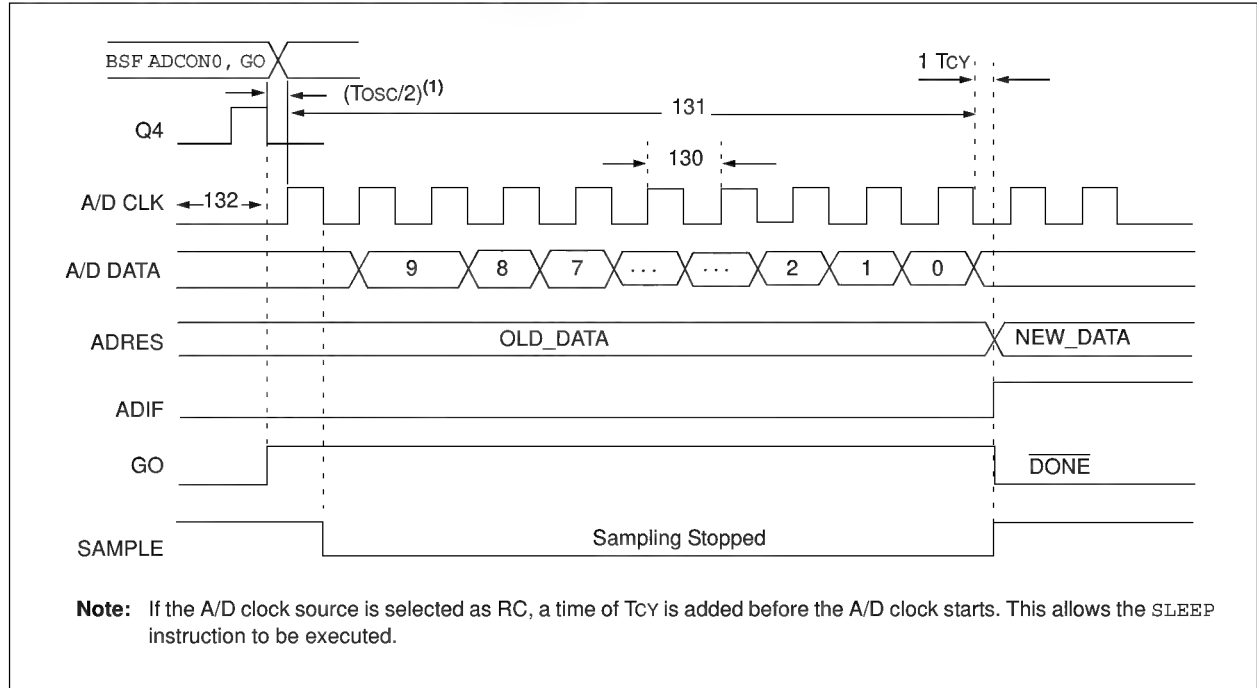 BSF ADCON0, GO
(TOSC/2)(1)
1 TCY
131
Q4
130
A/D CLK
132
A/D DATA
9
8
7
...
...
2
1
0
ADRES
OLD_DATA
NEW_DATA
ADIF
GO
DONE
SAMPLE
Sampling Stopped
Note: If the A/D clock source is selected as RC, a time of TCY is added before the A/D clock starts. This allows the SLEEP
instruction to be executed.